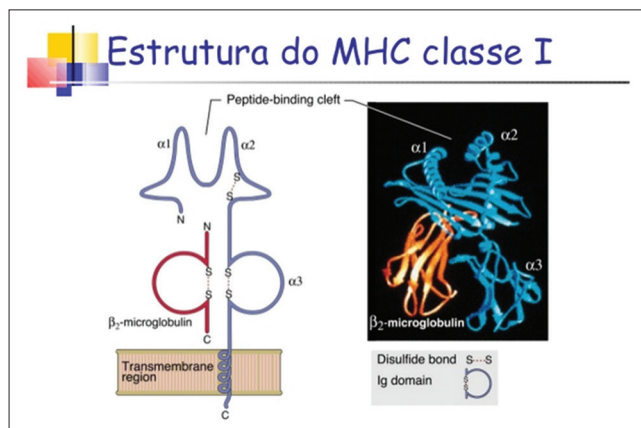 Estrutura do MHC classe I
Peptide-binding cleft
α1
α2
S
S
N
N
S S
S S
α3
β2-microglobulin
C
Transmembrane
region
C
α1
α2
α3
β2-microglobulin
Disulfide bond S····S
Ig domain
S
S